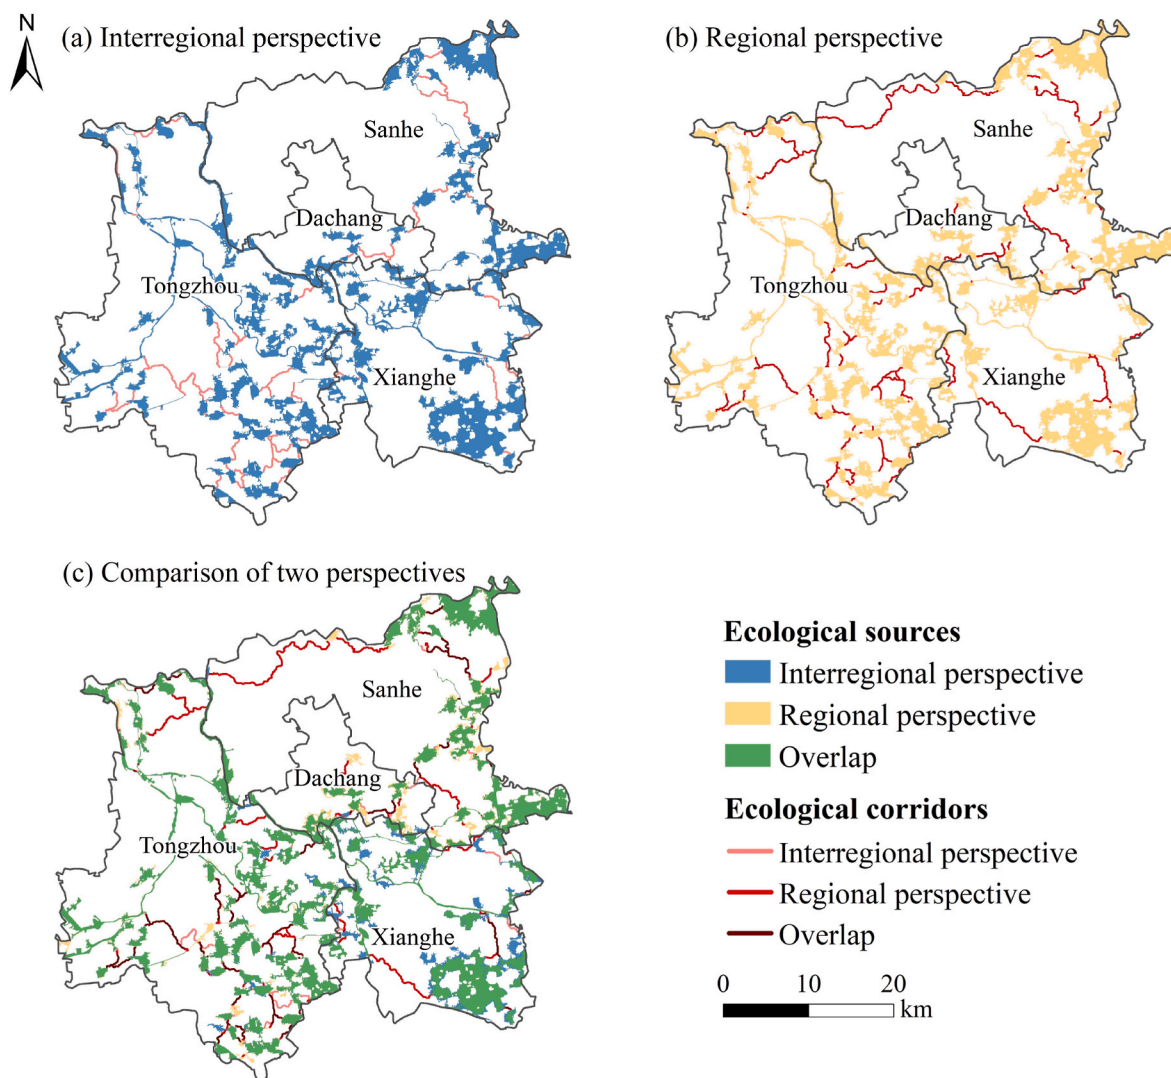 N
(a) Interregional perspective
Sanhe
Dachang
Tongzhou
Xianghe
(b) Regional perspective
Sanhe
Dachang
Tongzhou
Xianghe
(c) Comparison of two perspectives
Sanhe
Dachang
Tongzhou
Xianghe
Ecological sources
Interregional perspective
Regional perspective
Overlap
Ecological corridors
Interregional perspective
Regional perspective
Overlap
0 10 20
km